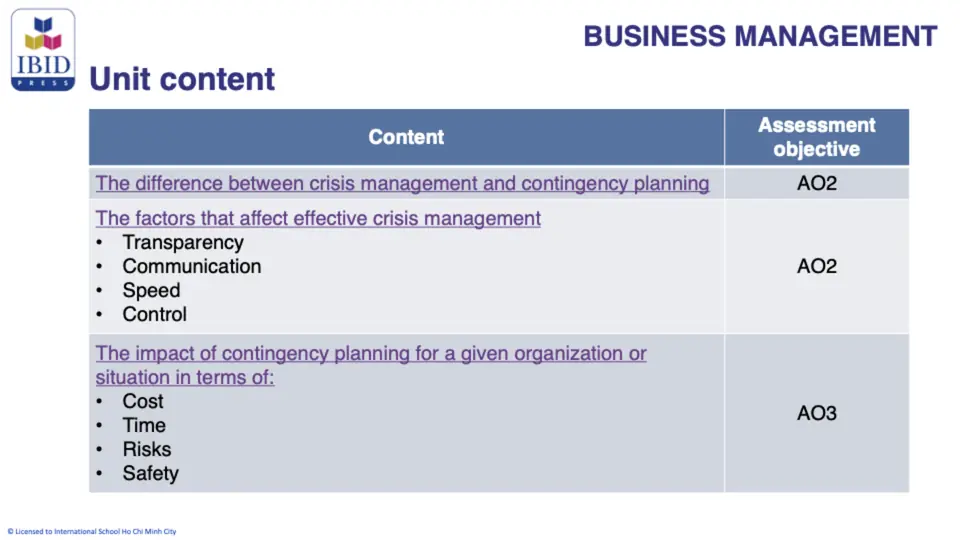 IBID
PRESS
BUSINESS MANAGEMENT
Unit content
Content
Assessment
objective
The difference between crisis management and contingency planning
AO2
The factors that affect effective crisis management
• Transparency
• Communication
• Speed
• Control
AO2
The impact of contingency planning for a given organization or
situation in terms of:
• Cost
• Time
• Risks
• Safety
AO3
© Licensed to International School Ho Chi Minh City